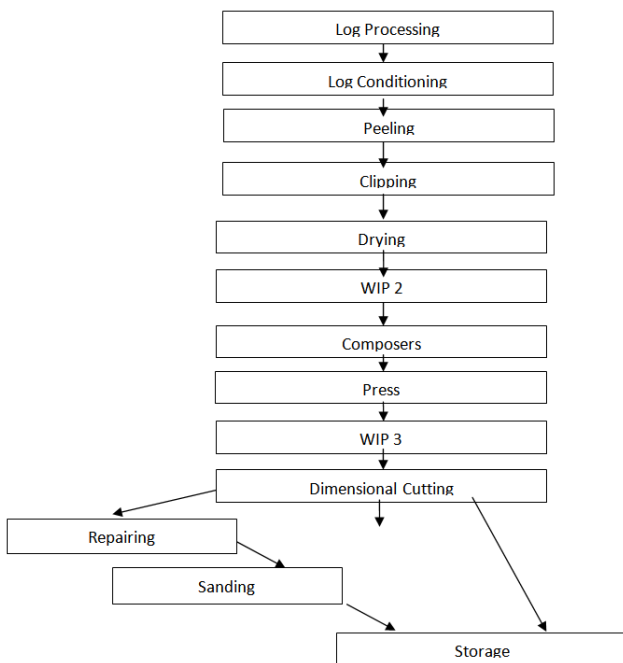 Log Processing
Log Conditioning
Peeling
Clipping
Drying
WIP 2
Composers
Press
WIP 3
Dimensional Cutting
Repairing
Sanding
Storage